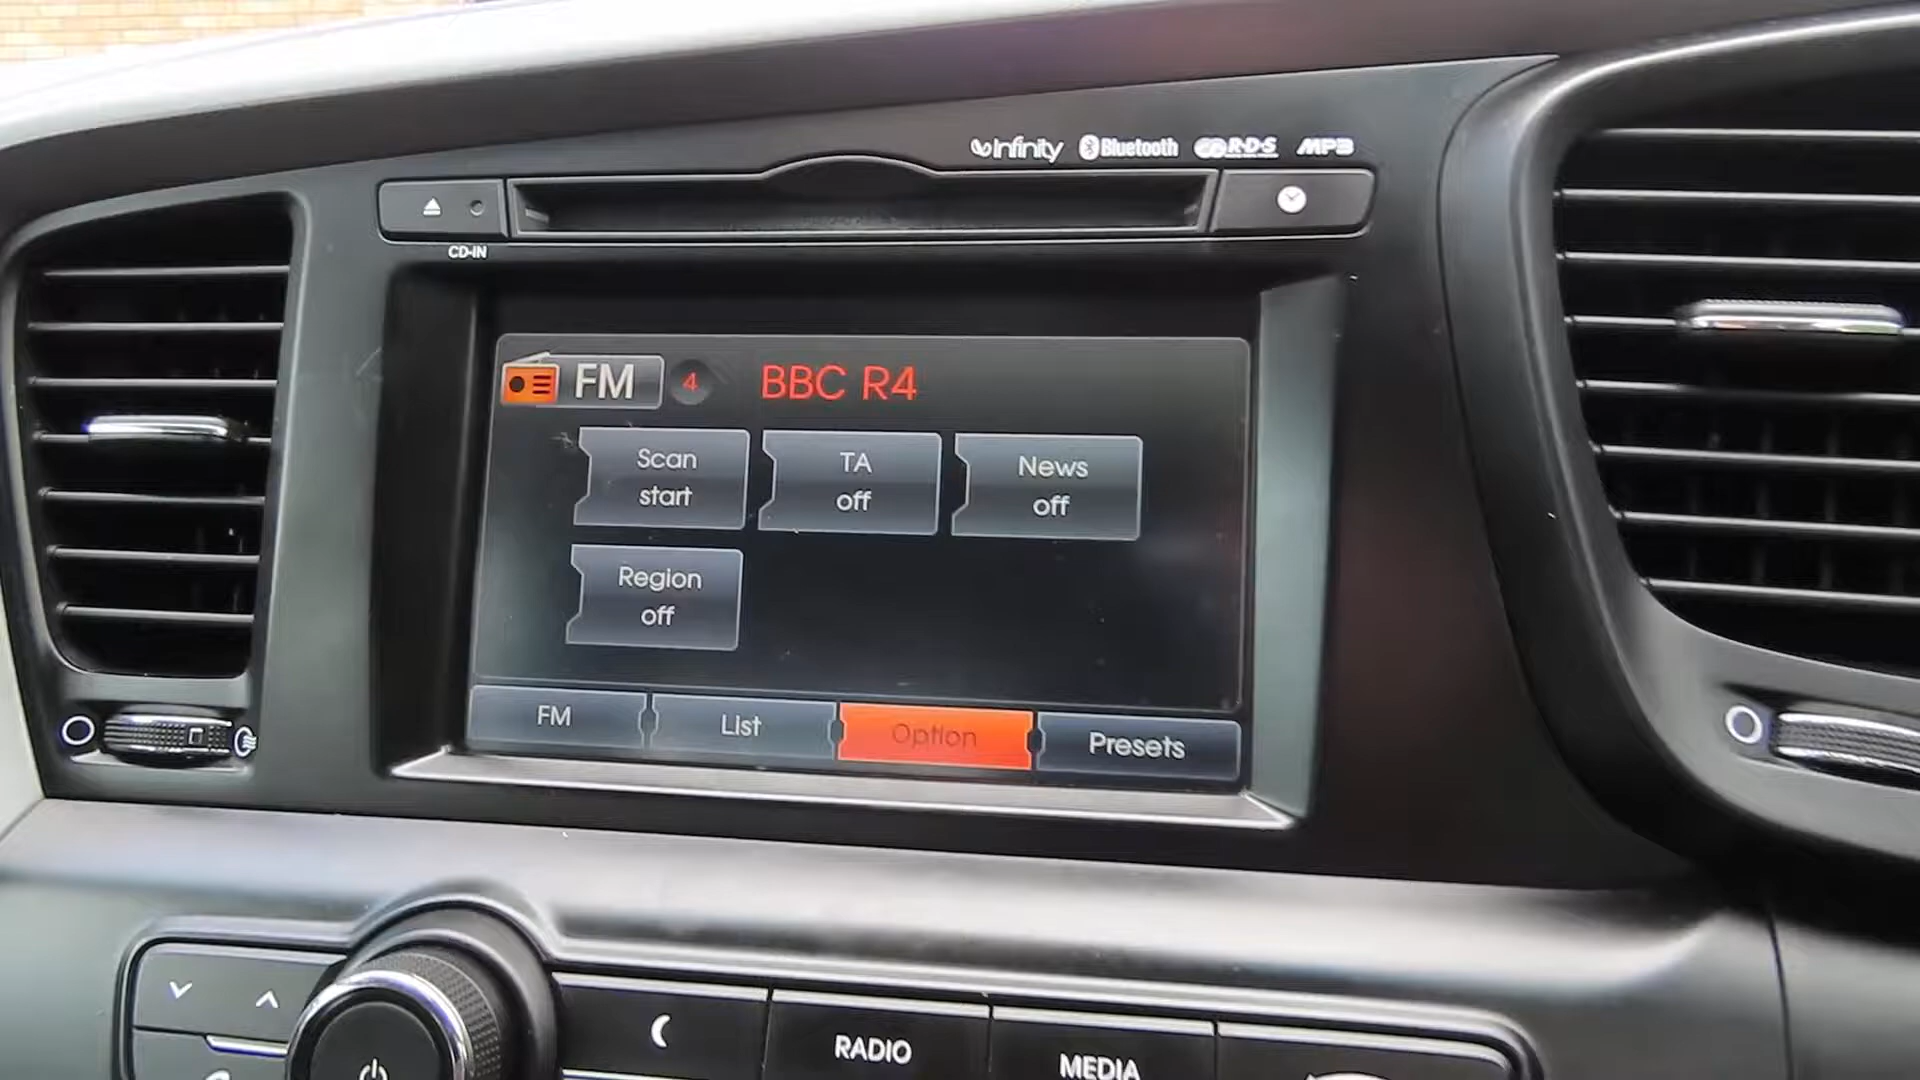 Infinity Bluetooth R·D·S MP3
CD-IN
FM 4 BBC R4
Scan
start
TA
off
News
off
Region
off
FM List Option Presets
RADIO
MEDIA